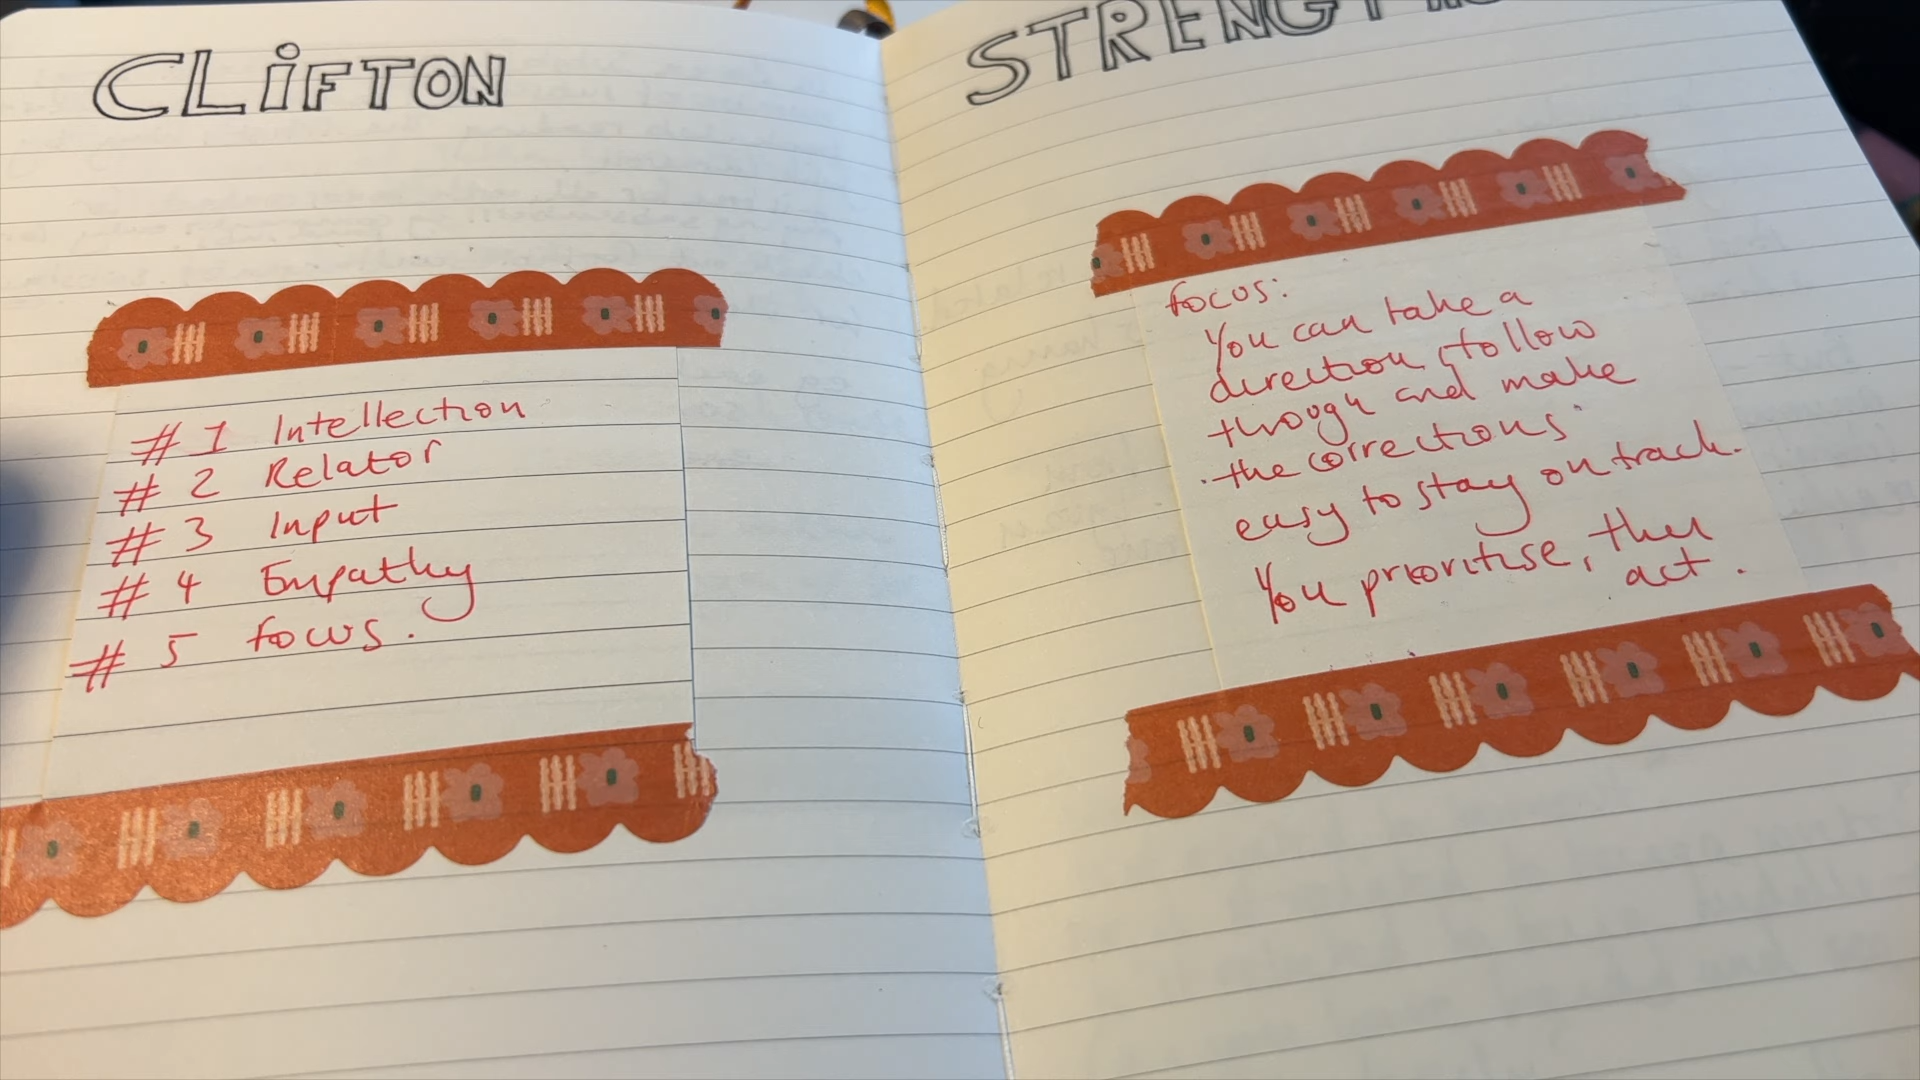 CLIFTON
# 1 Intellection
# 2 Relator
# 3 Input
# 4 Empathy
# 5 focus.
focus:
You can take a
direction, follow
through and make
the corrections
easy to stay on track.
You prioritise, then
act.